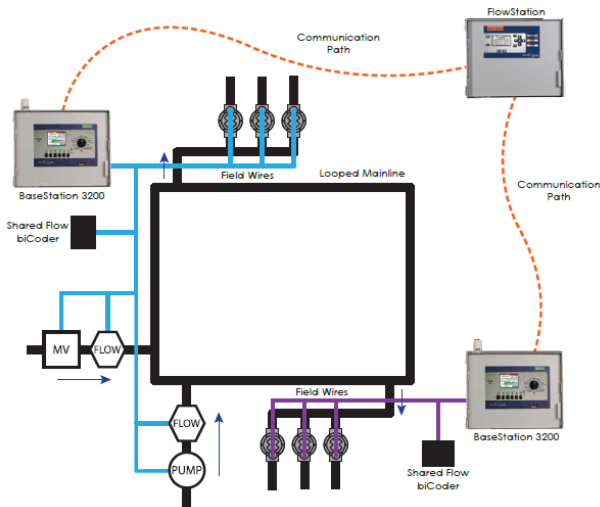 FlowStation
Communication
Path
BaseStation 3200
Field Wires
Looped Mainline
Communication
Path
Shared Flow
biCoder
MV
FLOW
FLOW
PUMP
Field Wires
BaseStation 3200
Shared Flow
biCoder